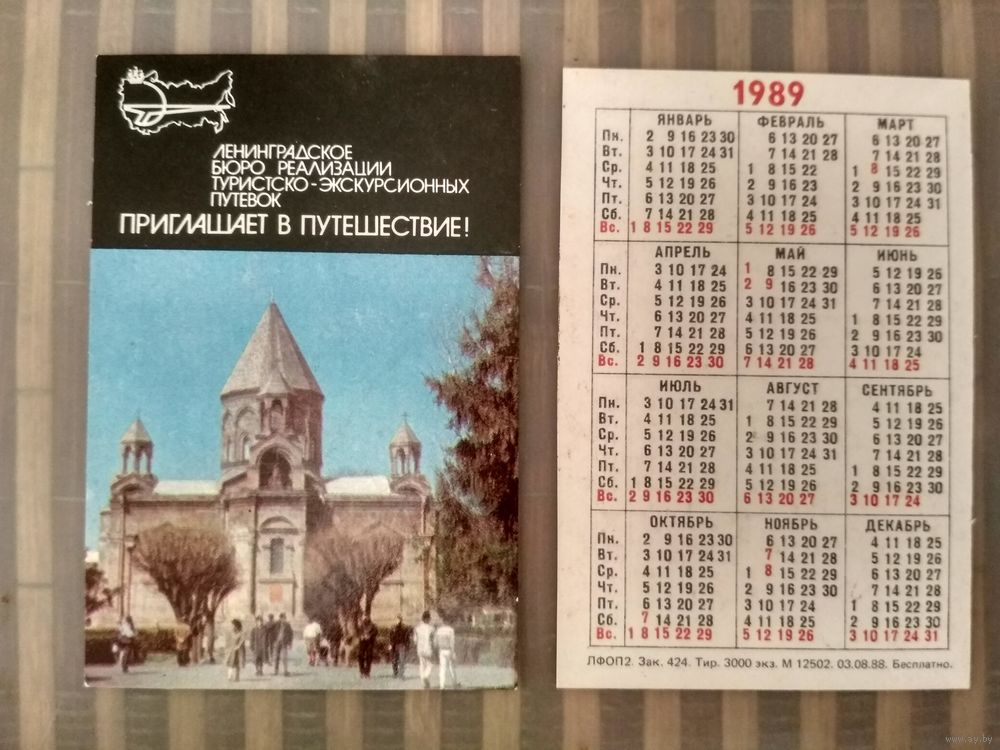 ЛЕНИНГРАДСКОЕ
БЮРО РЕАЛИЗАЦИИ
ТУРИСТСКО-ЭКСКУРСИОННЫХ
ПУТЕВОК
ПРИГЛАШАЕТ В ПУТЕШЕСТВИЕ!
1989
ЯНВАРЬ ФЕВРАЛЬ МАРТ
Пн. 2 9 16 23 30 6 13 20 27 6 13 20 27
Вт. 3 10 17 24 31 7 14 21 28 7 14 21 28
Ср. 4 11 18 25 1 8 15 22 1 8 15 22 29
Чт. 5 12 19 26 2 9 16 23 2 9 16 23 30
Пт. 6 13 20 27 3 10 17 24 3 10 17 24 31
Сб. 7 14 21 28 4 11 18 25 4 11 18 25
Вс. 1 8 15 22 29 5 12 19 26 5 12 19 26
АПРЕЛЬ МАЙ ИЮНЬ
Пн. 3 10 17 24 1 8 15 22 29 5 12 19 26
Вт. 4 11 18 25 2 9 16 23 30 6 13 20 27
Ср. 5 12 19 26 3 10 17 24 31 7 14 21 28
Чт. 6 13 20 27 4 11 18 25 1 8 15 22 29
Пт. 7 14 21 28 5 12 19 26 2 9 16 23 30
Сб. 1 8 15 22 29 6 13 20 27 3 10 17 24
Вс. 2 9 16 23 30 7 14 21 28 4 11 18 25
ИЮЛЬ АВГУСТ СЕНТЯБРЬ
Пн. 3 10 17 24 31 7 14 21 28 4 11 18 25
Вт. 4 11 18 25 1 8 15 22 29 5 12 19 26
Ср. 5 12 19 26 2 9 16 23 30 6 13 20 27
Чт. 6 13 20 27 3 10 17 24 31 7 14 21 28
Пт. 7 14 21 28 4 11 18 25 1 8 15 22 29
Сб. 1 8 15 22 29 5 12 19 26 2 9 16 23 30
Вс. 2 9 16 23 30 6 13 20 27 3 10 17 24
ОКТЯБРЬ НОЯБРЬ ДЕКАБРЬ
Пн. 2 9 16 23 30 6 13 20 27 4 11 18 25
Вт. 3 10 17 24 31 7 14 21 28 5 12 19 26
Ср. 4 11 18 25 1 8 15 22 29 6 13 20 27
Чт. 5 12 19 26 2 9 16 23 30 7 14 21 28
Пт. 6 13 20 27 3 10 17 24 1 8 15 22 29
Сб. 7 14 21 28 4 11 18 25 2 9 16 23 30
Вс. 1 8 15 22 29 5 12 19 26 3 10 17 24 31
ЛФОП2. Зак. 424. Тир. 3000 экз. М 12502. 03.08.88. Бесплатно.
www.ay.by